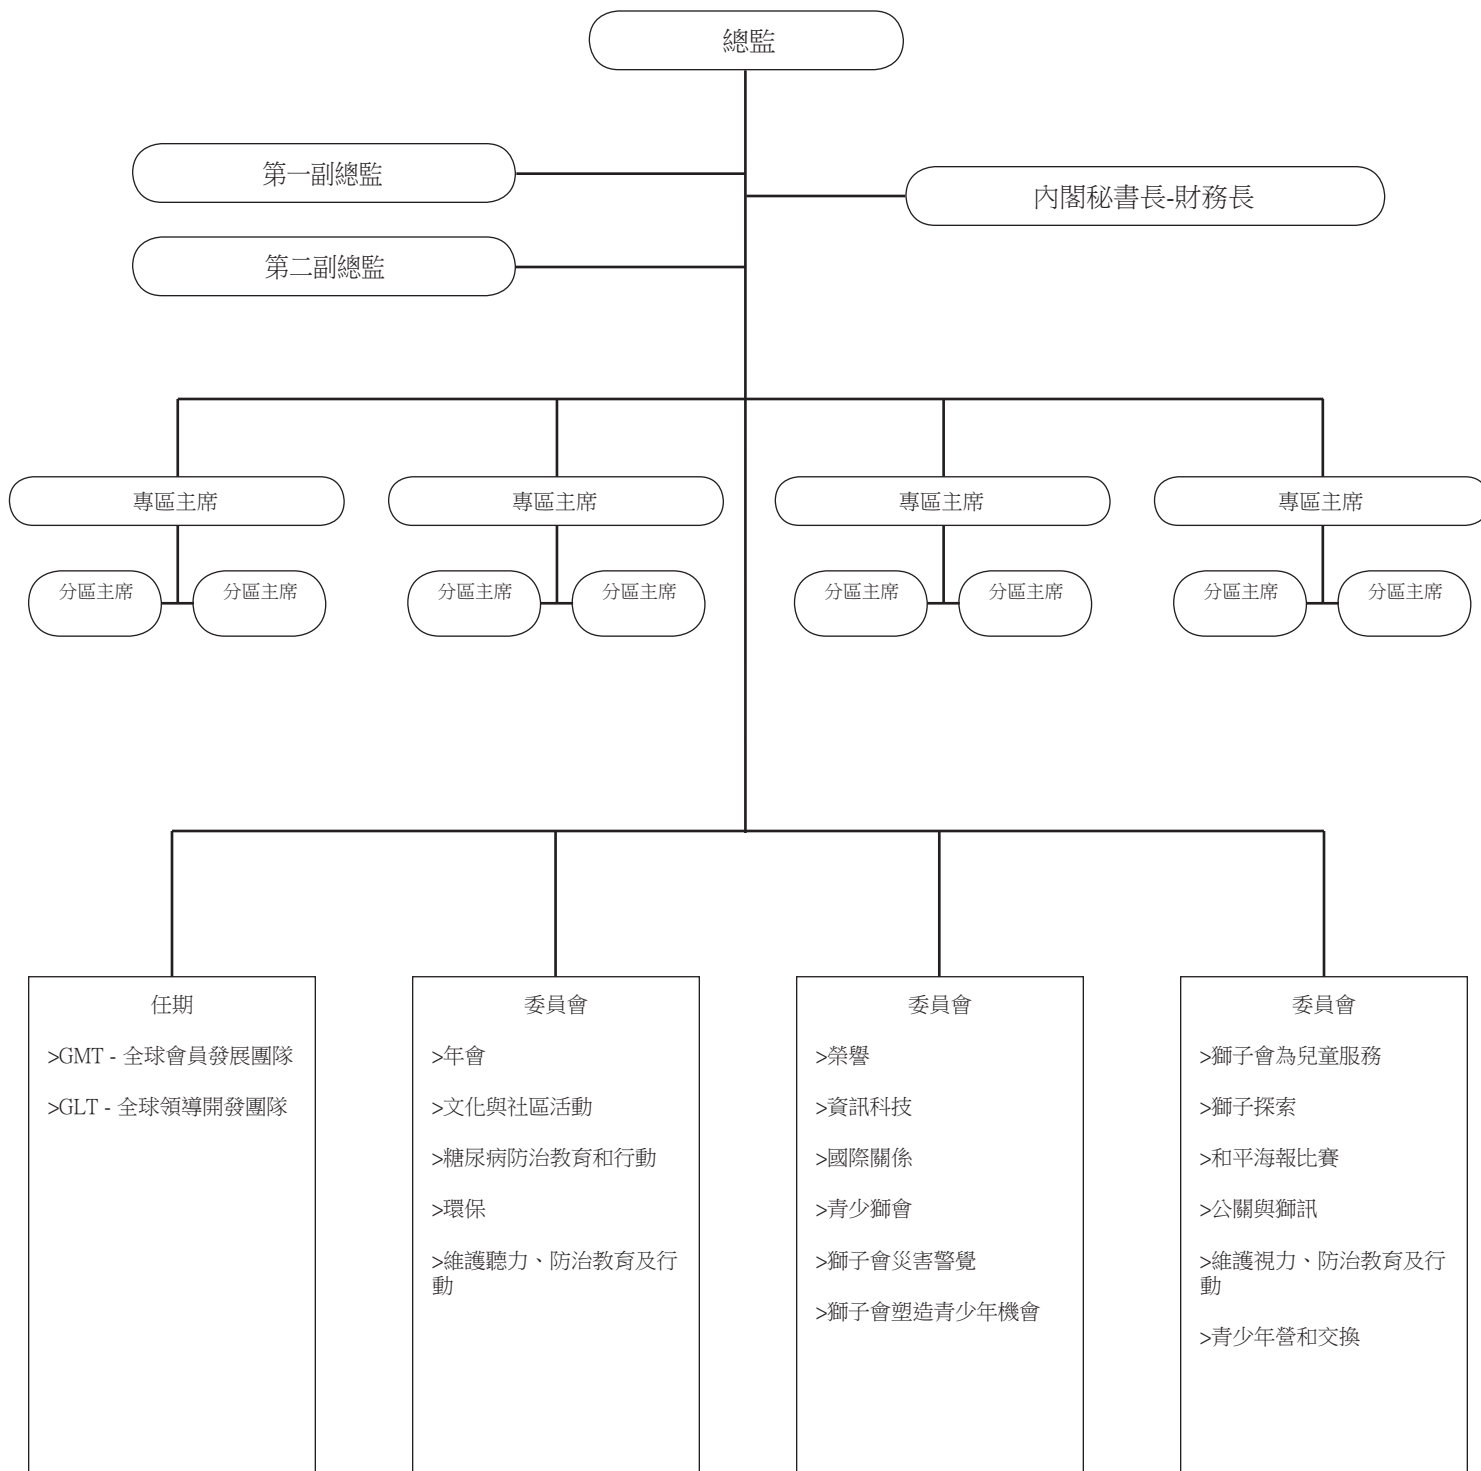 總監
第一副總監
內閣秘書長-財務長
第二副總監
專區主席
專區主席
專區主席
專區主席
分區主席
分區主席
分區主席
分區主席
分區主席
分區主席
分區主席
分區主席
任期
>GMT - 全球會員發展團隊
>GLT - 全球領導開發團隊
委員會
>年會
>文化與社區活動
>糖尿病防治教育和行動
>環保
>維護聽力、防治教育及行
動
委員會
>榮譽
>資訊科技
>國際關係
>青少獅會
>獅子會災害警覺
>獅子會塑造青少年機會
委員會
>獅子會為兒童服務
>獅子探索
>和平海報比賽
>公關與獅訊
>維護視力、防治教育及行
動
>青少年營和交換